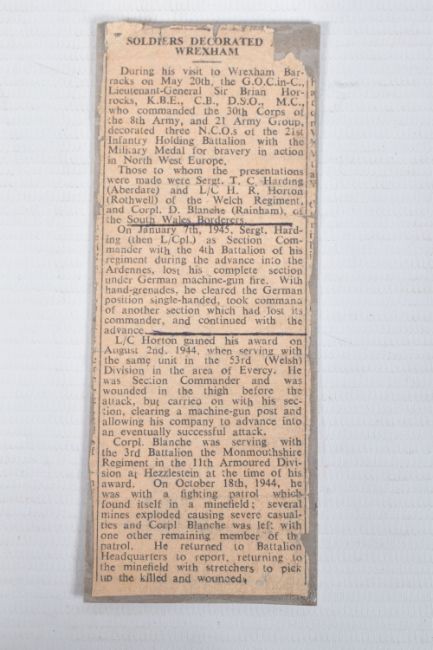 SOLDIERS DECORATED
WREXHAM
During his visit to Wrexham Bar-
racks on May 20th, the G.O.C.in-C.,
Lieutenant-General Sir Brian Hor-
rocks, K.B.E., C.B., D.S.O., M.C.,
who commanded the 30th Corps of
the 8th Army, and 21 Army Group,
decorated three N.C.O.s of the 21st
Infantry Holding Battalion with the
Military Medal for bravery in action
in North West Europe.
Those to whom the presentations
were made were Sergt. T. C. Harding
(Aberdare) and L/C H. R. Horton
(Rothwell) of the Welch Regiment,
and Corpl. D. Blanche (Rainham), of
the South Wales Borderers.
On January 7th, 1945, Sergt. Hard-
ing (then L/Cpl.) as Section Com-
mander with the 4th Battalion of his
regiment during the advance into the
Ardennes, lost his complete section
under German machine-gun fire. With
hand-grenades, he cleared the German
position single-handed, took command
of another section which had lost its
commander, and continued with the
advance.
L/C Horton gained his award on
August 2nd, 1944, when serving with
the same unit in the 53rd (Welsh)
Division in the area of Evercy. He
was Section Commander and was
wounded in the thigh before the
attack, but carried on with his sec-
tion, clearing a machine-gun post and
allowing his company to advance into
an eventually successful attack.
Corpl. Blanche was serving with
the 3rd Battalion the Monmouthshire
Regiment in the 11th Armoured Divi-
sion at Hezzlestein at the time of his
award. On October 18th, 1944, he
was with a fighting patrol which
found itself in a minefield; several
mines exploded causing severe casual-
ties and Corpl Blanche was left with
one other remaining member of the
patrol. He returned to Battalion
Headquarters to report, returning to
the minefield with stretchers to pick
up the killed and wounded.